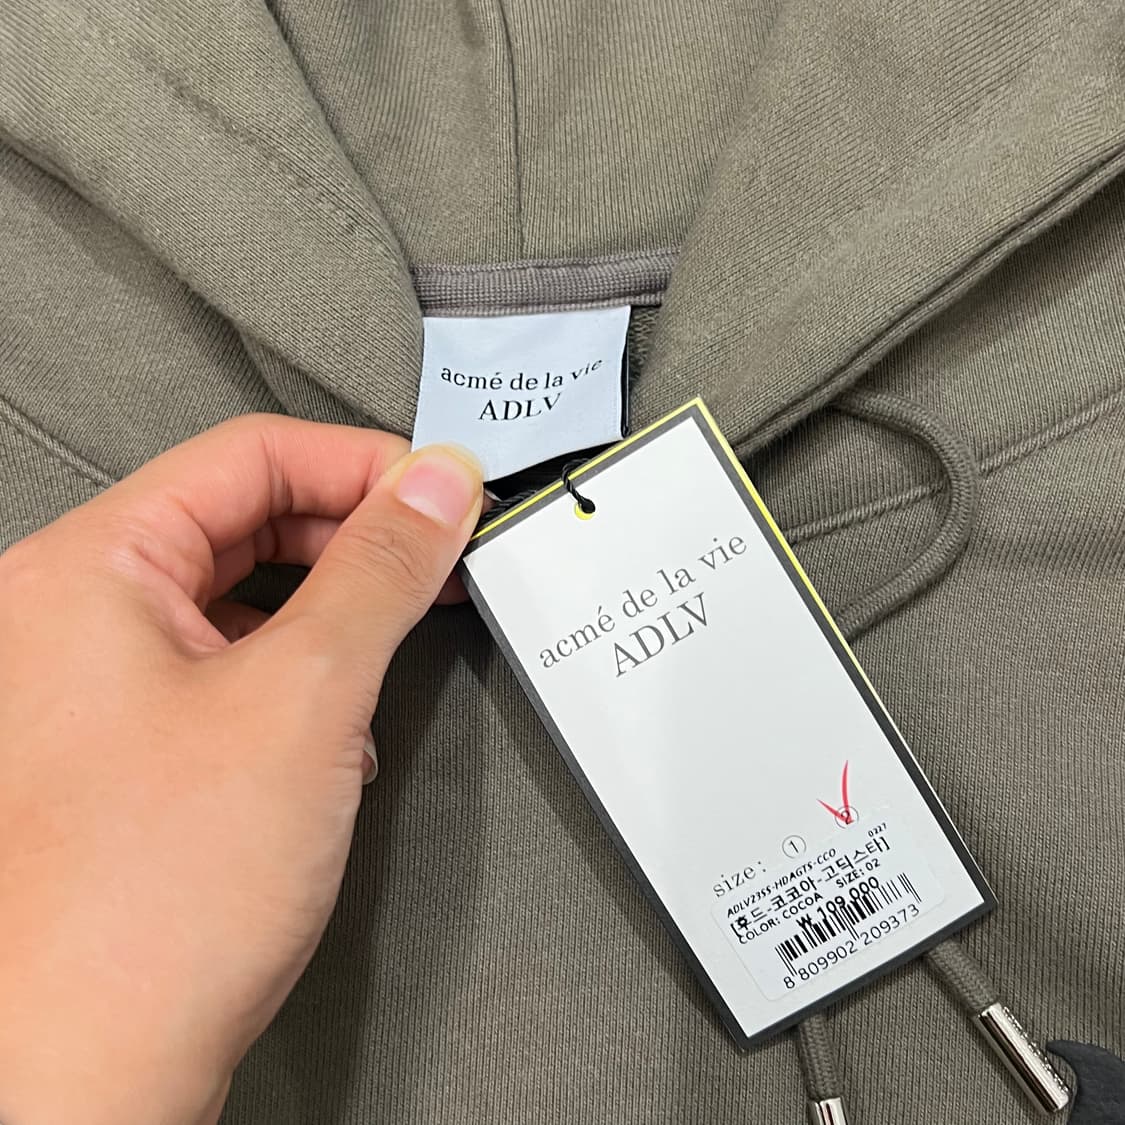 acmé de la vie
ADLV
acmé de la vie
ADLV
size: ① ②
ADLV23SS-HDAGTS-CCO 0227
[후드-코코아-고딕스타]
COLOR: COCOA SIZE: 02
₩ 109,000
8 809902 209373